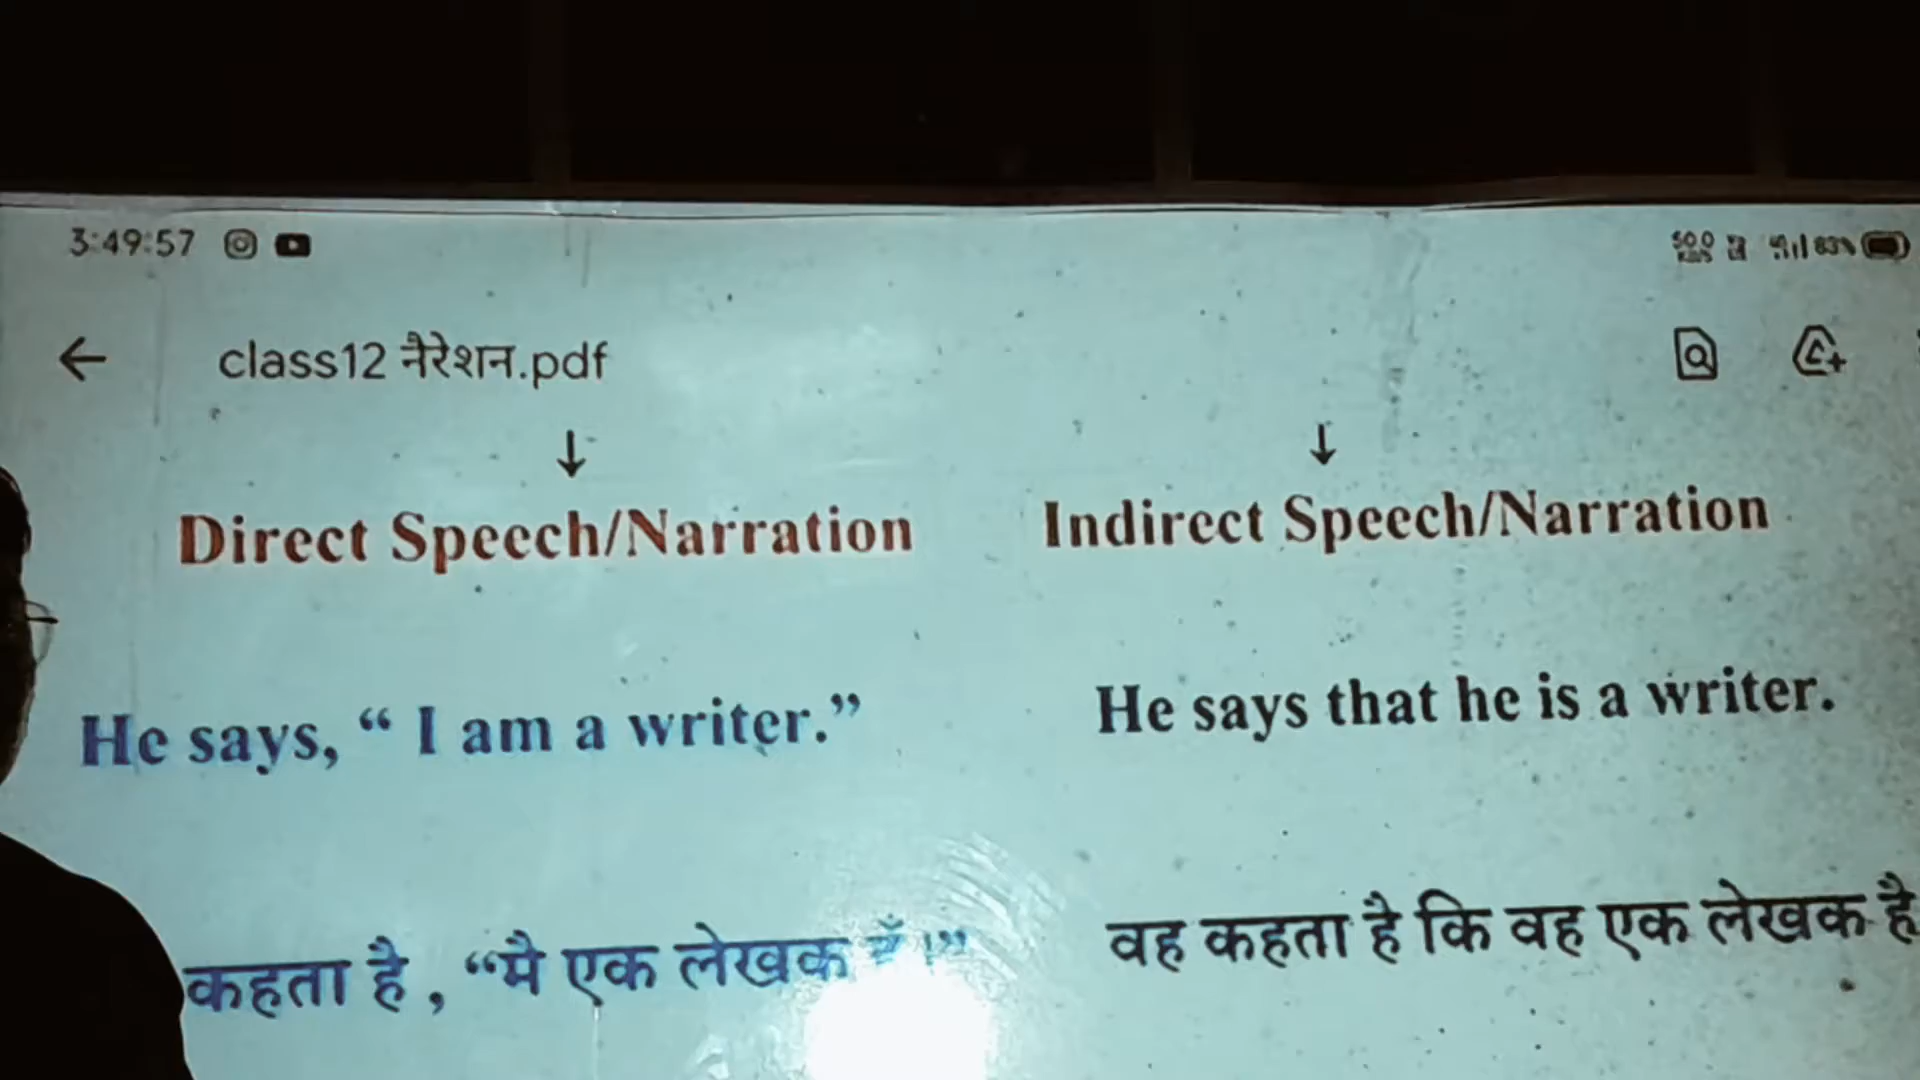 3:49:57 83%
class12 नैरेशन.pdf
↓ ↓
Direct Speech/Narration Indirect Speech/Narration
He says, “ I am a writer.” He says that he is a writer.
कहता है , “मै एक लेखक हूँ ।” वह कहता है कि वह एक लेखक है